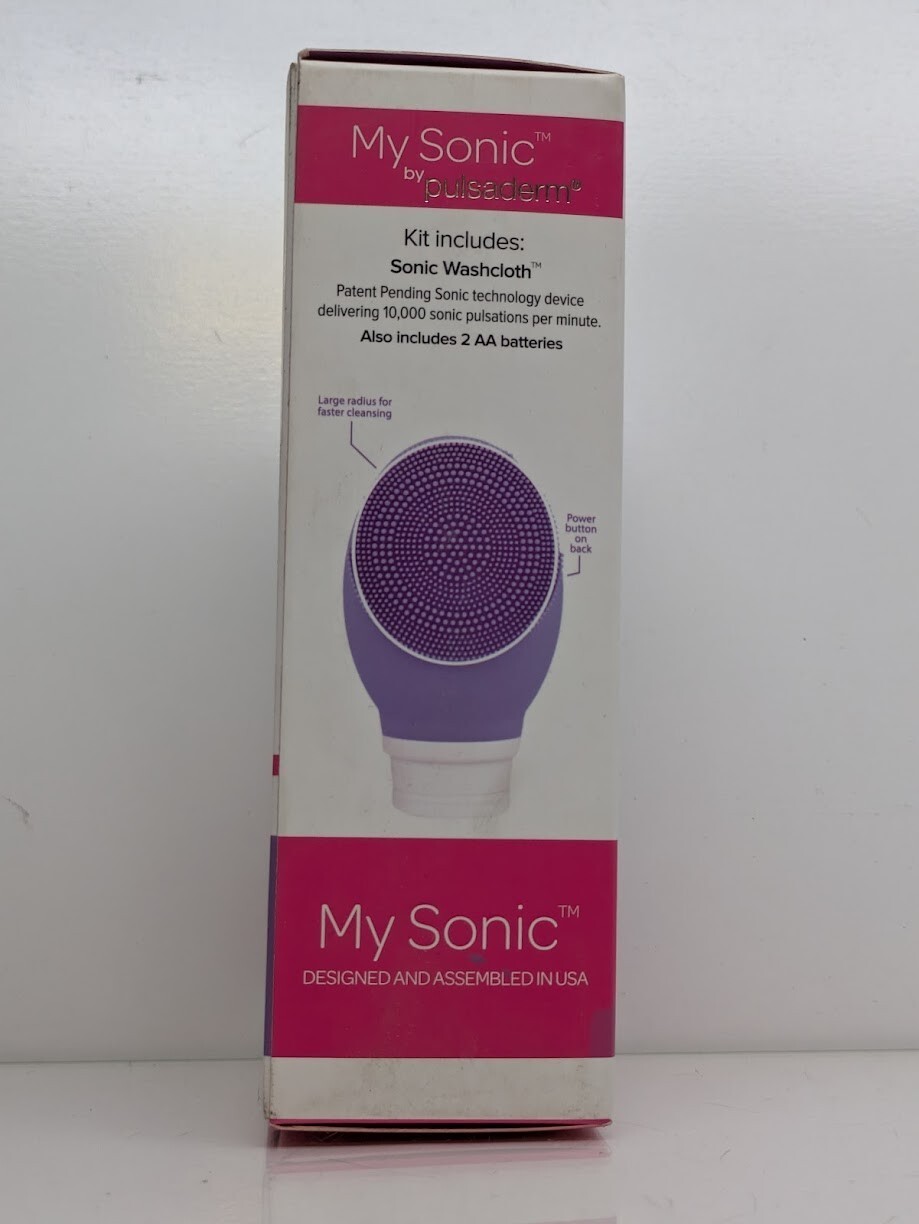 My Sonic™
by pulsaderm®
Kit includes:
Sonic Washcloth™
Patent Pending Sonic technology device
delivering 10,000 sonic pulsations per minute.
Also includes 2 AA batteries
Large radius for
faster cleansing
Power
button
on
back
My Sonic™
DESIGNED AND ASSEMBLED IN USA